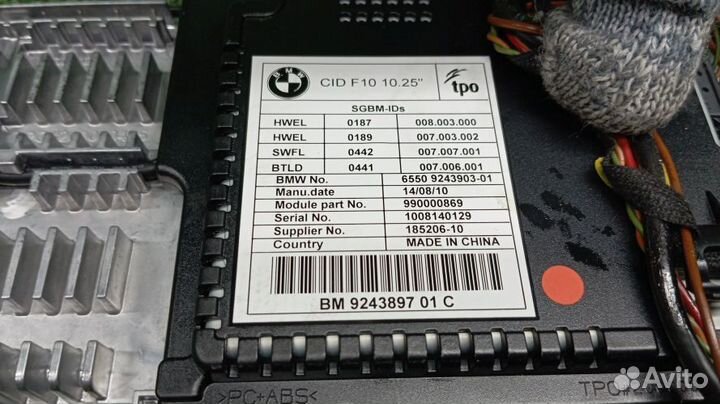 BMW
CID F10 10.25"
tpo
SGBM-IDs
HWEL 0187 008.003.000
HWEL 0189 007.003.002
SWFL 0442 007.007.001
BTLD 0441 007.006.001
BMW No. 6550 9243903-01
Manu.date 14/08/10
Module part No. 990000869
Serial No. 1008140129
Supplier No. 185206-10
Country MADE IN CHINA
BM 9243897 01 C
>PC+ABS<
Avito